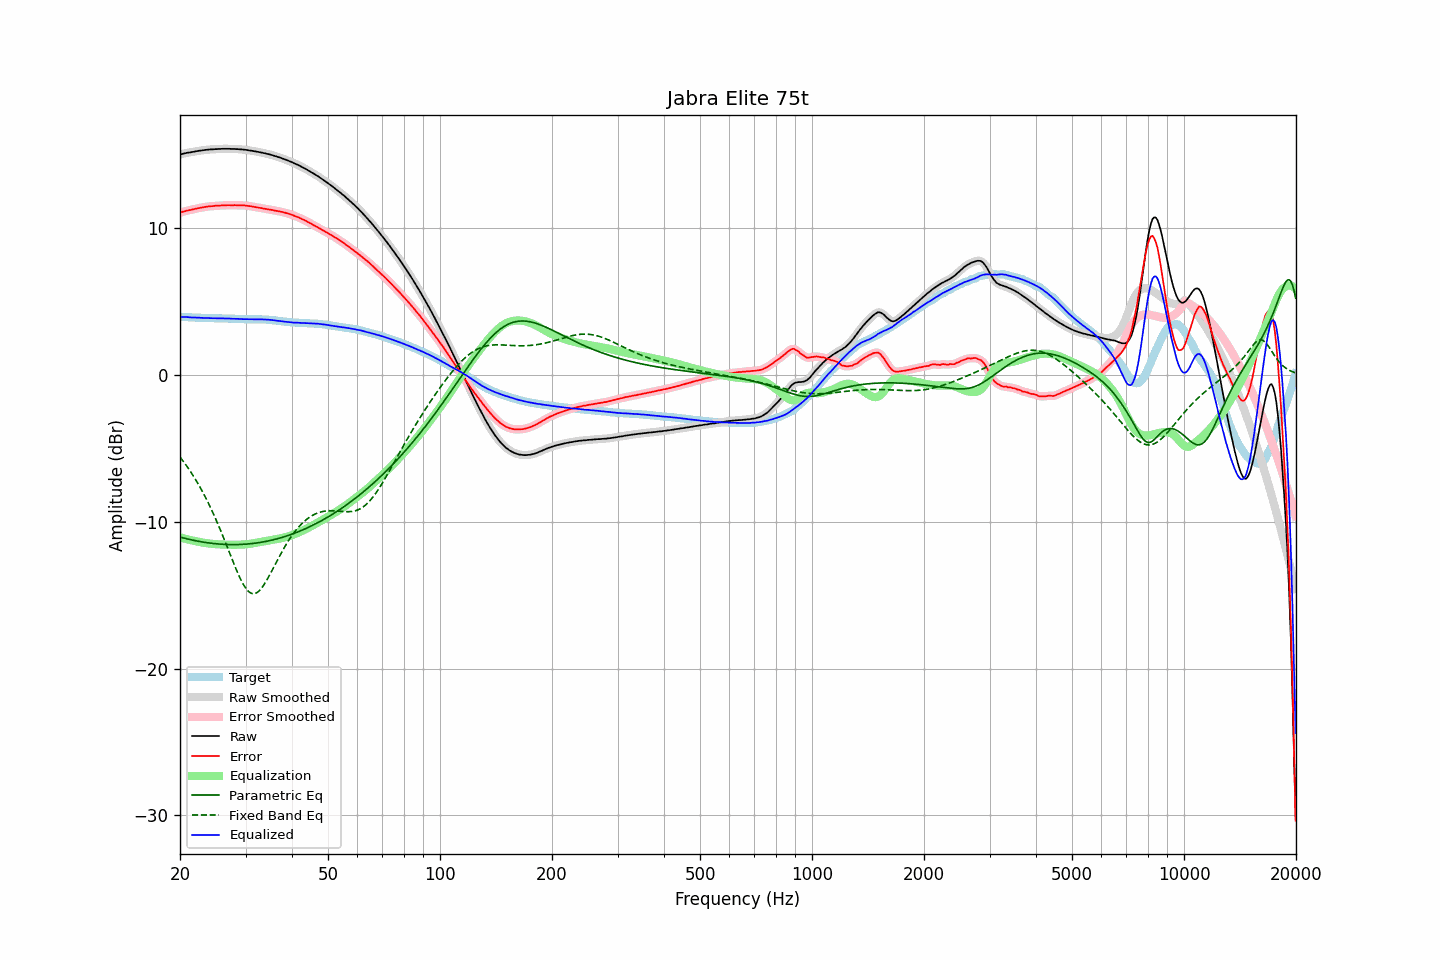 Jabra Elite 75t
Amplitude (dBr)
10
0
−10
−20
−30
Target
Raw Smoothed
Error Smoothed
Raw
Error
Equalization
Parametric Eq
Fixed Band Eq
Equalized
20 50 100 200 500 1000 2000 5000 10000 20000
Frequency (Hz)